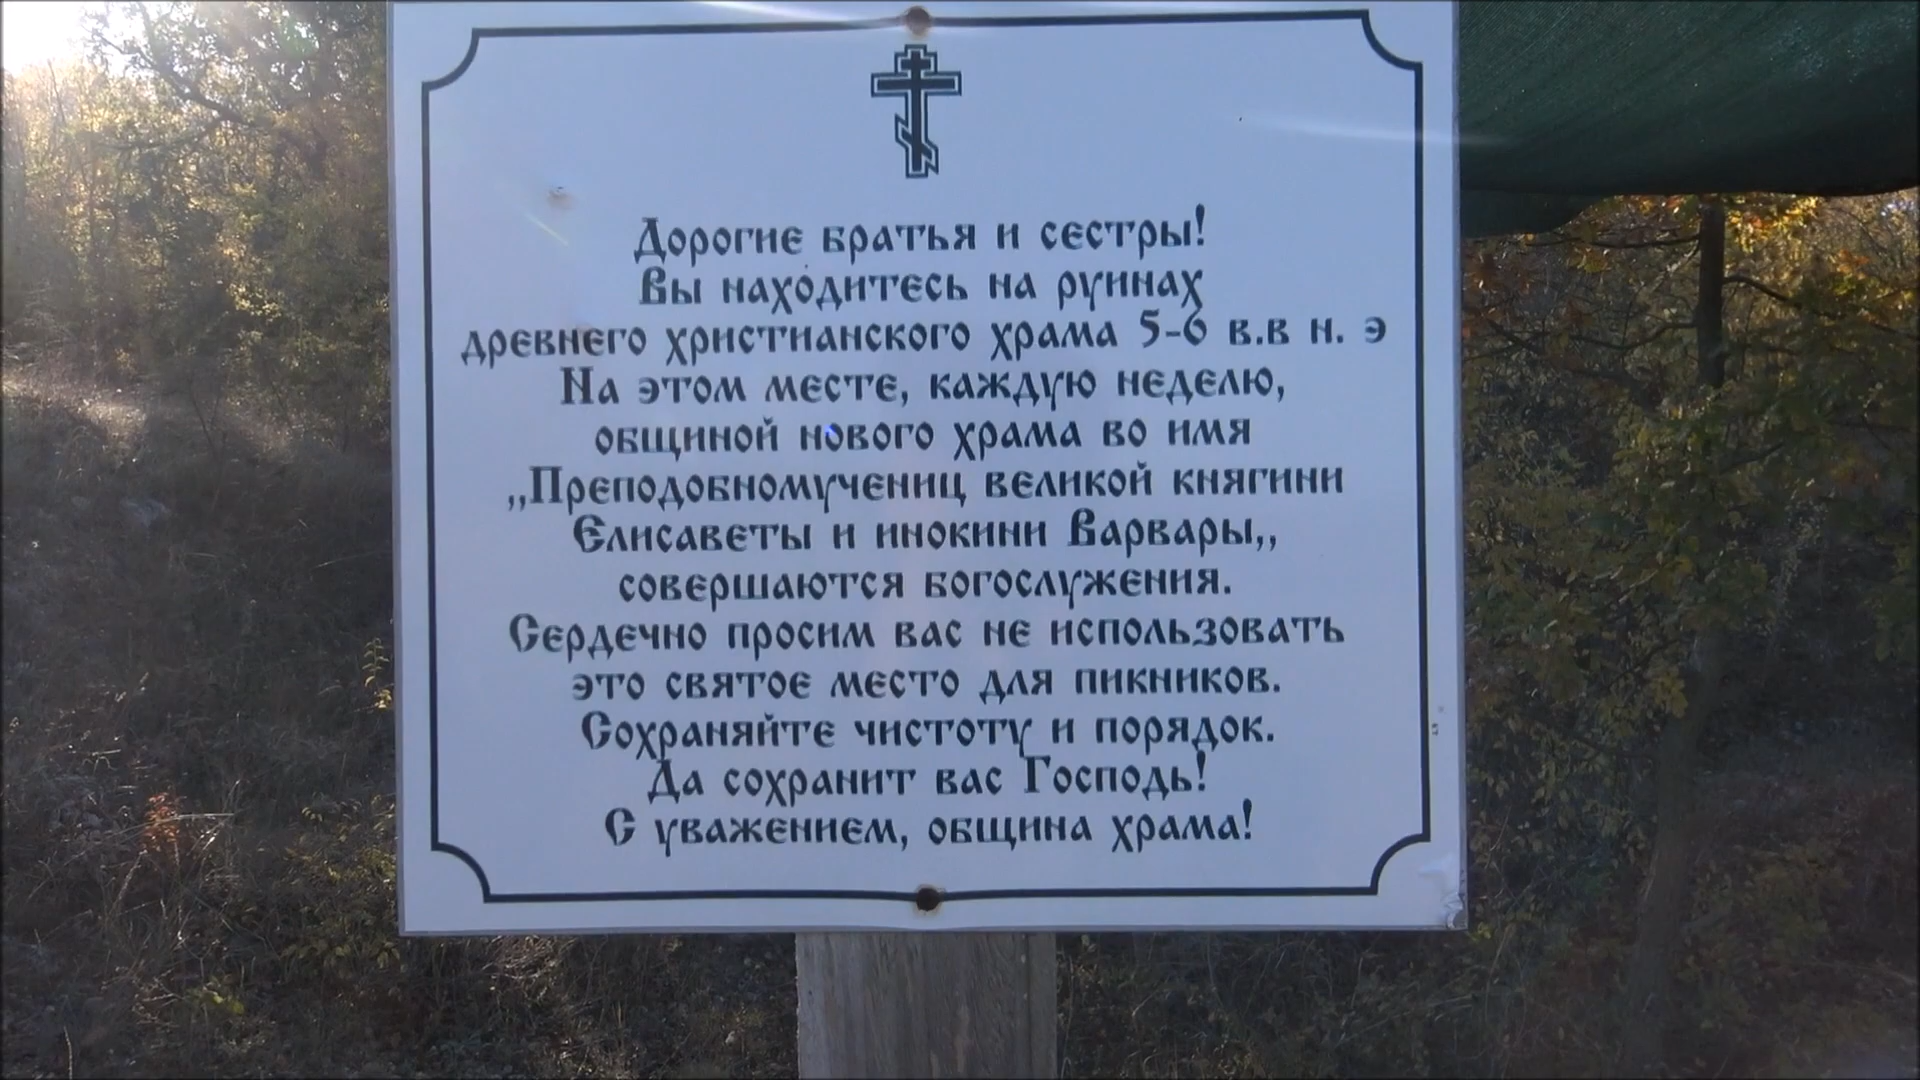 Дорогие братья и сестры!
Вы находитесь на руинах
древнего христианского храма 5-6 в.в н. э
На этом месте, каждую неделю,
общиной нового храма во имя
,,Преподобномучениц великой княгини
Елисаветы и инокини Варвары,,
совершаются богослужения.
Сердечно просим вас не использовать
это святое место для пикников.
Сохраняйте чистоту и порядок.
Да сохранит вас Господь!
С уважением, община храма!